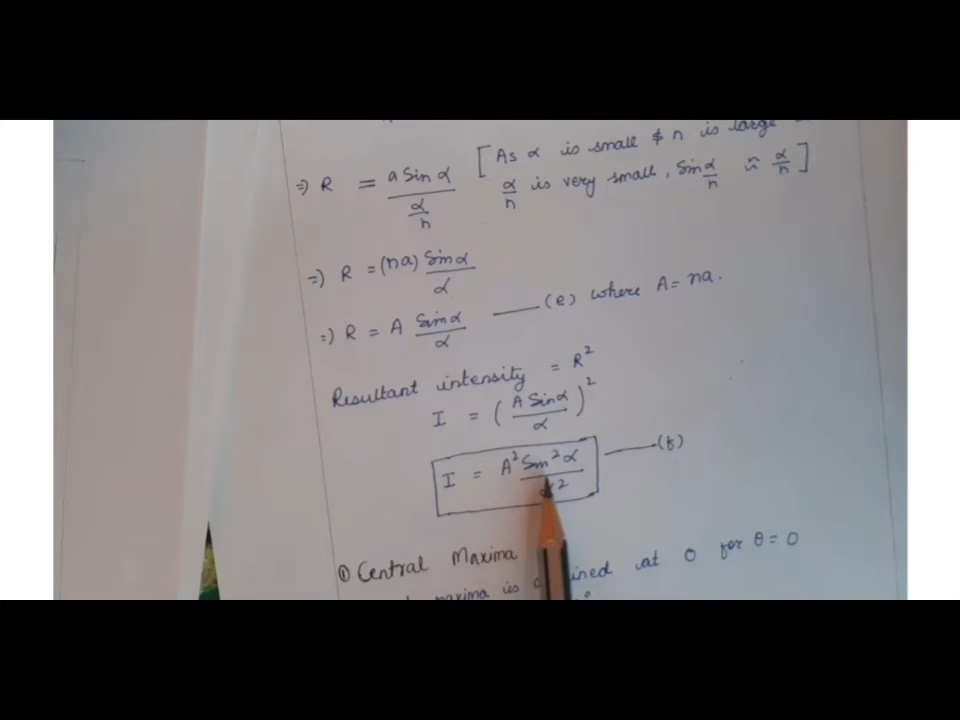 [As α is small $ n is large
=) R = a Sin α / α/n α/n is very small, Sin α/n ≈ α/n]
=) R = (na) Sin α / α
=) R = A Sin α / α —— (e) where A = na.
Resultant intensity = R²
I = (A Sin α / α)²
I = A² Sin² α / α² —— (f)
① Central Maxima
maxima is at 0 for θ = 0